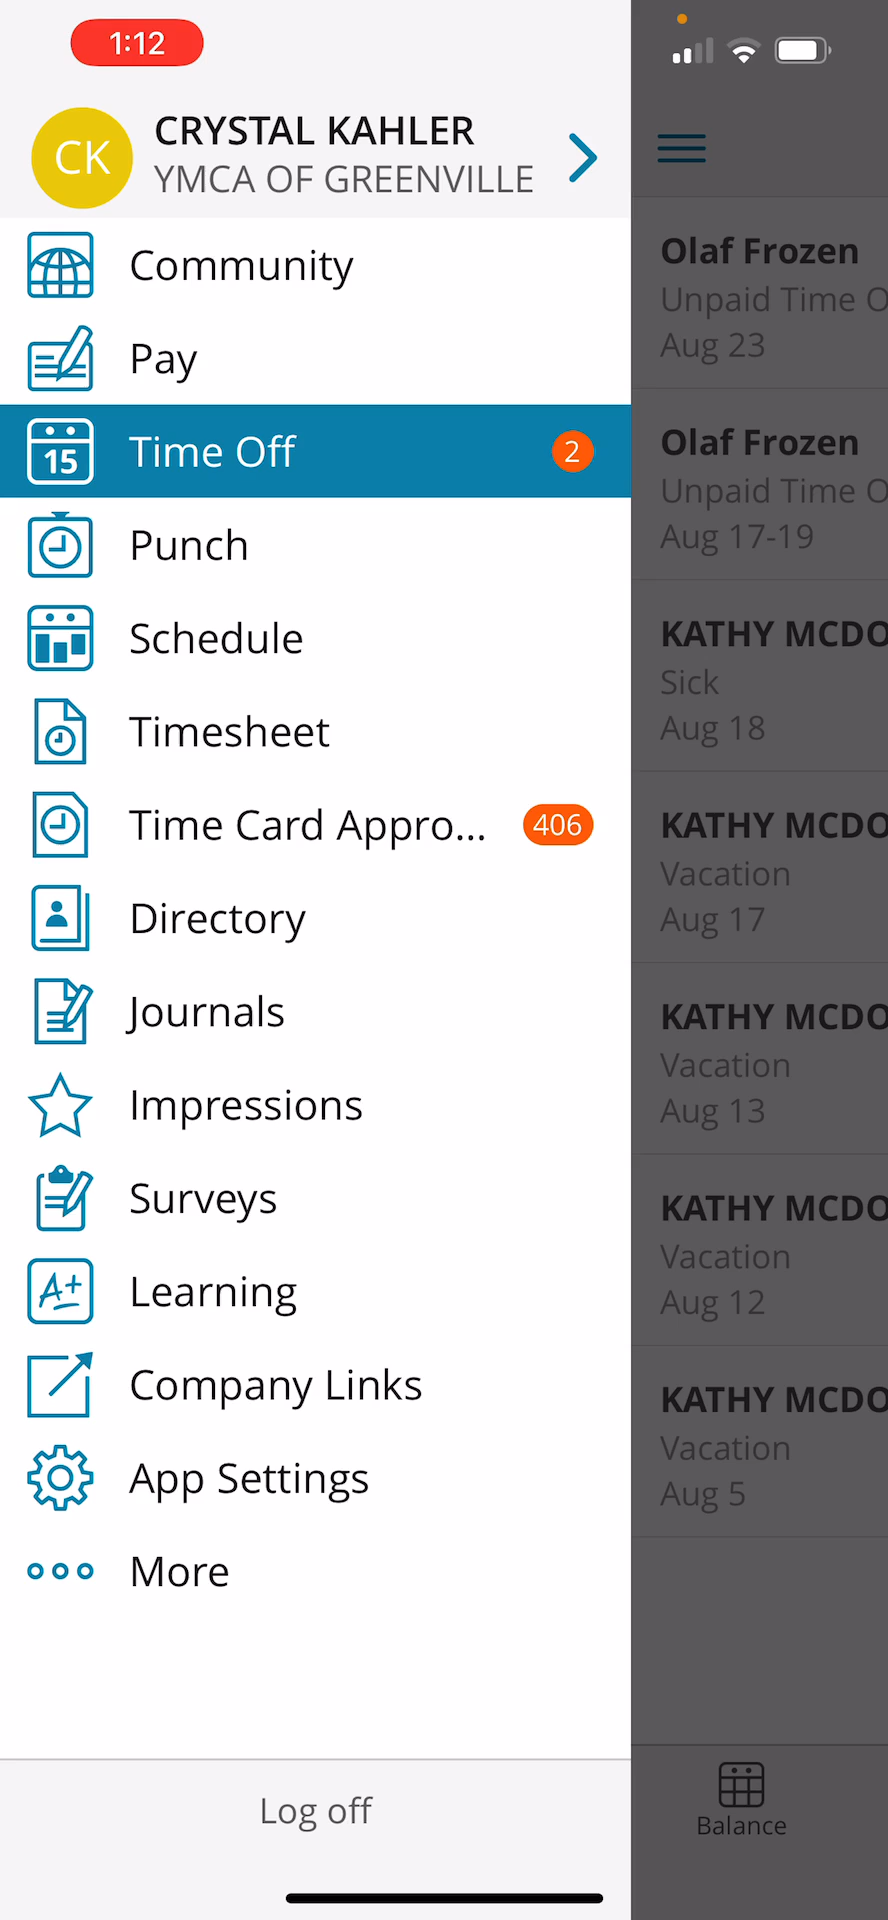 1:12
CK
CRYSTAL KAHLER
YMCA OF GREENVILLE
Community
Pay
15
Time Off
2
Punch
Schedule
Timesheet
Time Card Appro...
406
Directory
Journals
Impressions
Surveys
A+
Learning
Company Links
App Settings
More
Log off
Olaf Frozen
Unpaid Time O
Aug 23
Olaf Frozen
Unpaid Time O
Aug 17-19
KATHY MCDO
Sick
Aug 18
KATHY MCDO
Vacation
Aug 17
KATHY MCDO
Vacation
Aug 13
KATHY MCDO
Vacation
Aug 12
KATHY MCDO
Vacation
Aug 5
Balance